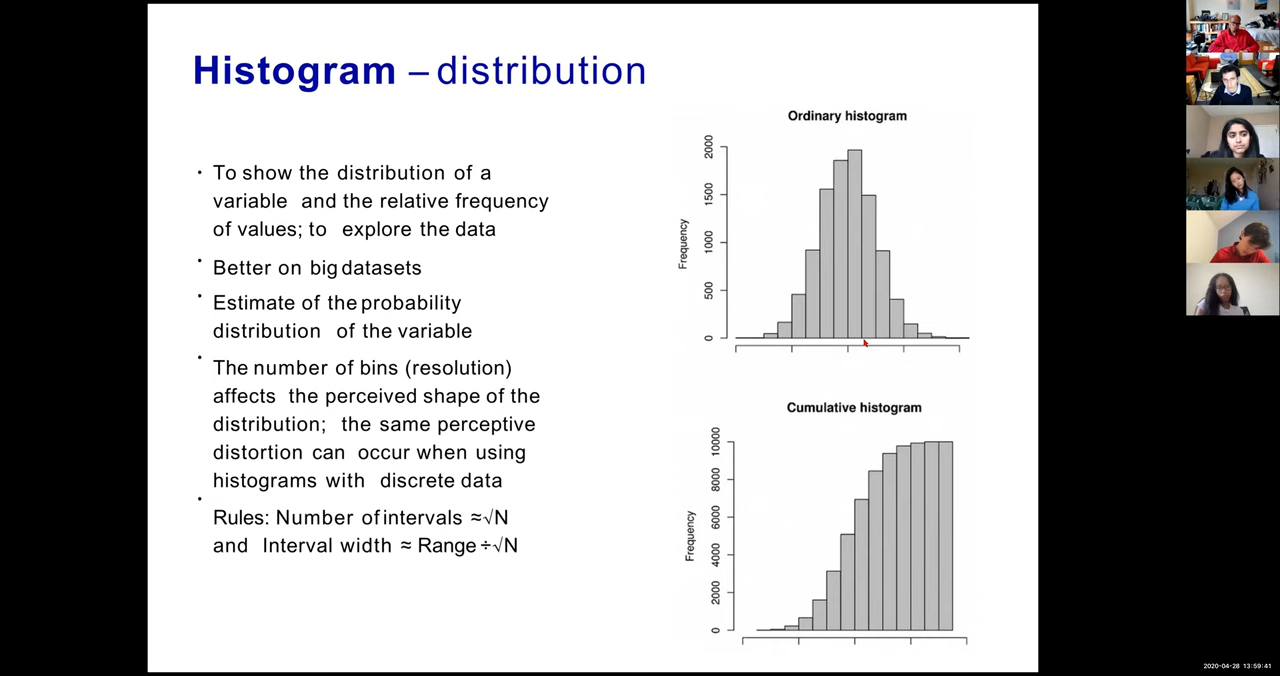 Histogram – distribution
• To show the distribution of a
variable and the relative frequency
of values; to explore the data
• Better on big datasets
• Estimate of the probability
distribution of the variable
• The number of bins (resolution)
affects the perceived shape of the
distribution; the same perceptive
distortion can occur when using
histograms with discrete data
• Rules: Number of intervals ≈√N
and Interval width ≈ Range ÷√N
Ordinary histogram
Frequency
2000
1500
1000
500
0
Cumulative histogram
Frequency
10000
8000
6000
4000
2000
0
2020-04-28 13:59:41